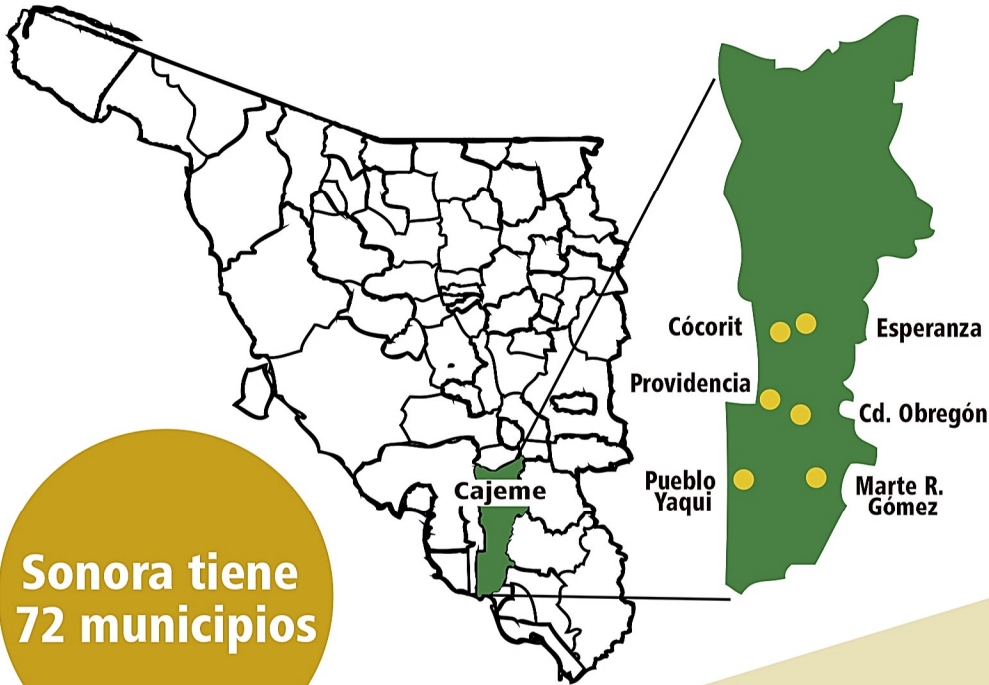 Cócorit
Esperanza
Providencia
Cd. Obregón
Pueblo
Yaqui
Marte R.
Gómez
Cajeme
Sonora tiene
72 municipios